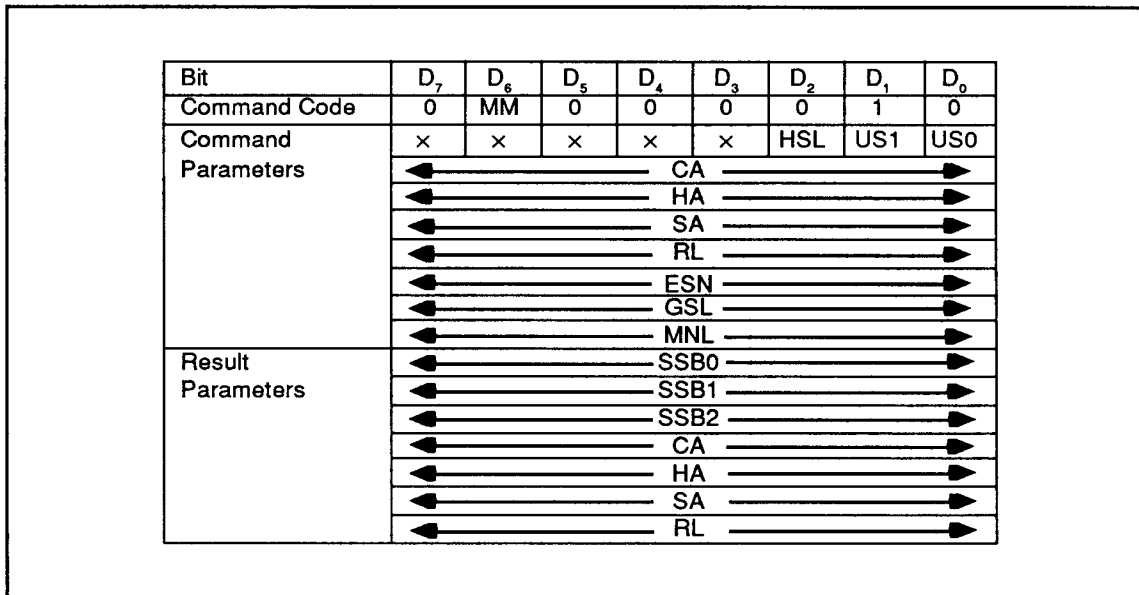 Bit D₇ D₆ D₅ D₄ D₃ D₂ D₁ D₀
Command Code 0 MM 0 0 0 0 1 0
Command × × × × × HSL US1 US0
Parameters CA
HA
SA
RL
ESN
GSL
MNL
Result SSB0
Parameters SSB1
SSB2
CA
HA
SA
RL